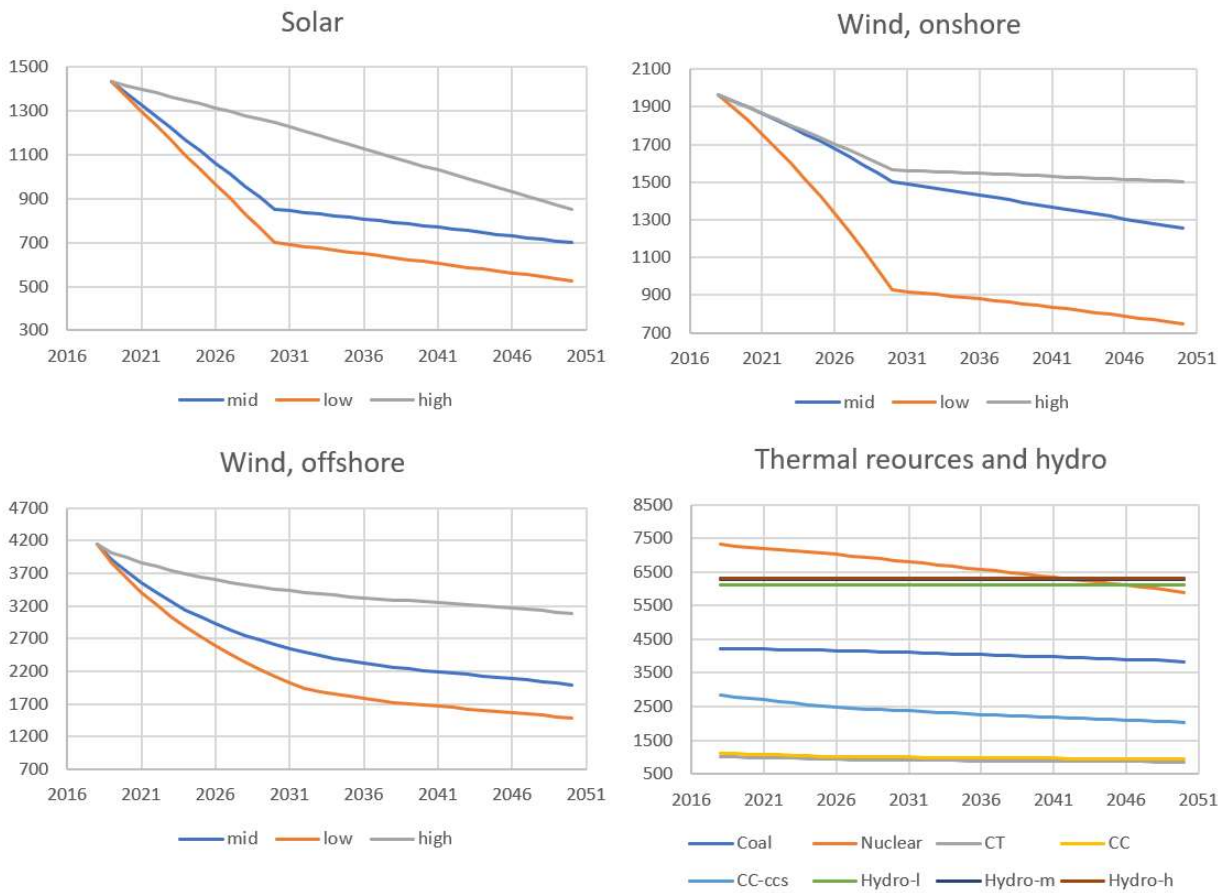 Solar
1500
1300
1100
900
700
500
300
2016 2021 2026 2031 2036 2041 2046 2051
mid low high
Wind, onshore
2100
1900
1700
1500
1300
1100
900
700
2016 2021 2026 2031 2036 2041 2046 2051
mid low high
Wind, offshore
4700
4200
3700
3200
2700
2200
1700
1200
700
2016 2021 2026 2031 2036 2041 2046 2051
mid low high
Thermal reources and hydro
8500
7500
6500
5500
4500
3500
2500
1500
500
2016 2021 2026 2031 2036 2041 2046 2051
Coal Nuclear CT CC
CC-ccs Hydro-l Hydro-m Hydro-h